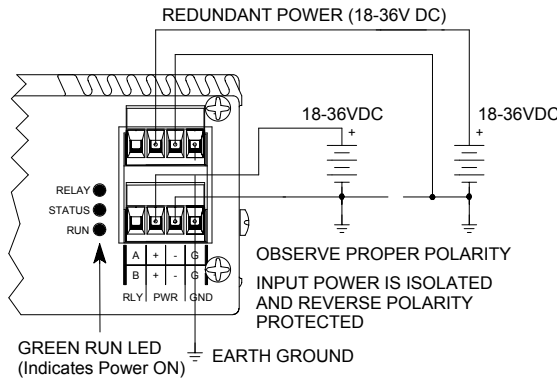 REDUNDANT POWER (18-36V DC)
18-36VDC
+
18-36VDC
+
RELAY
STATUS
RUN
A + - G
B + - G
RLY PWR GND
OBSERVE PROPER POLARITY
INPUT POWER IS ISOLATED
AND REVERSE POLARITY
PROTECTED
GREEN RUN LED
(Indicates Power ON)
EARTH GROUND